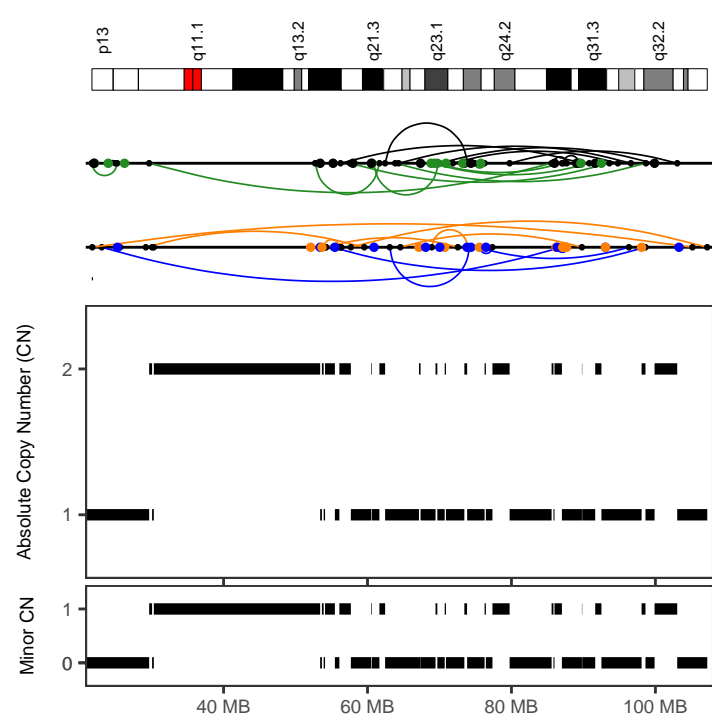 p13 q11.1 q13.2 q21.3 q23.1 q24.2 q31.3 q32.2
Absolute Copy Number (CN)
2
1
Minor CN
1
0
40 MB 60 MB 80 MB 100 MB